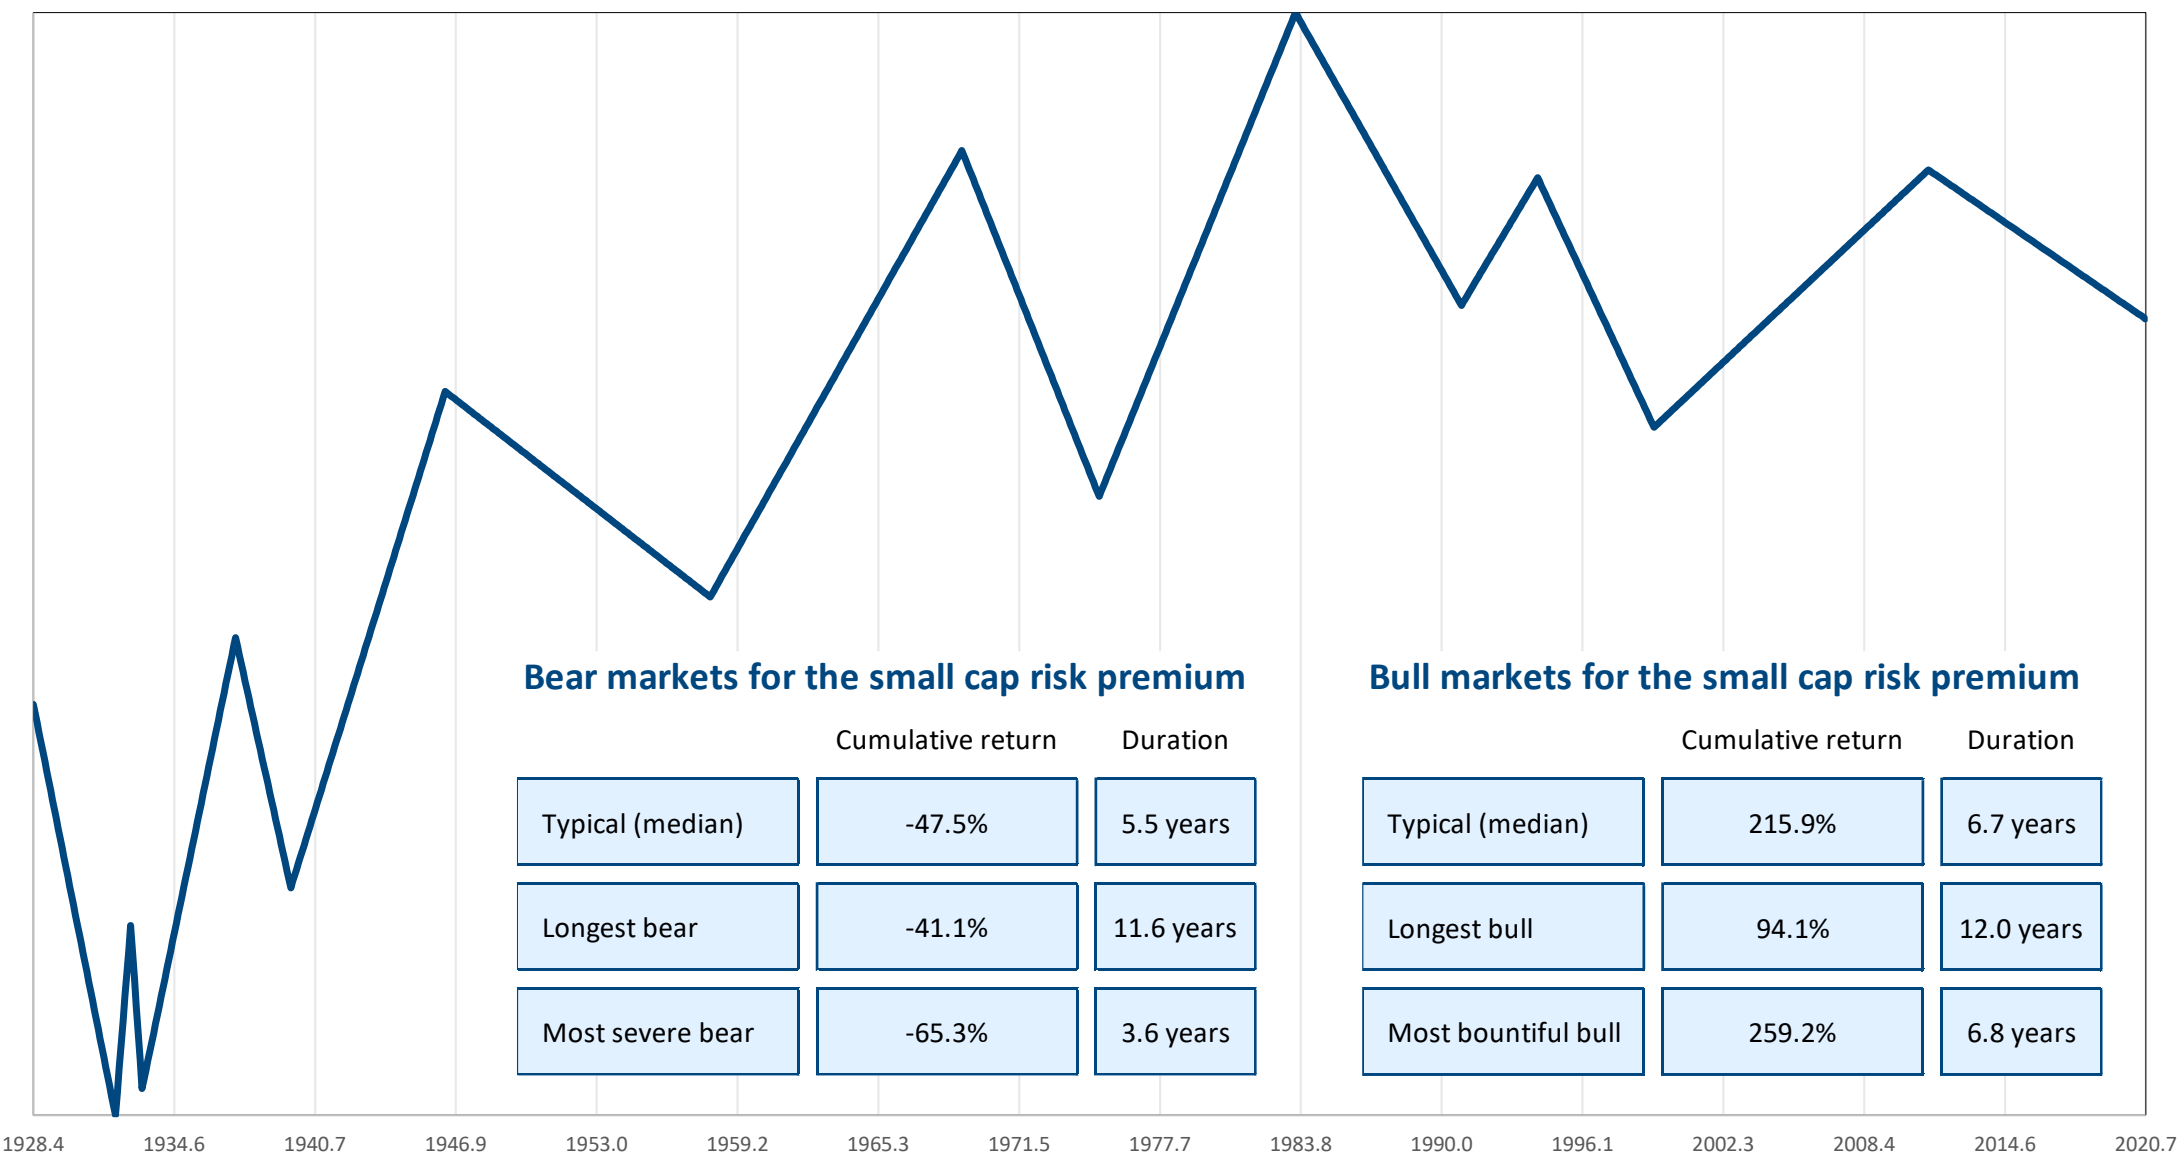 Bear markets for the small cap risk premium
Cumulative return Duration
Typical (median) -47.5% 5.5 years
Longest bear -41.1% 11.6 years
Most severe bear -65.3% 3.6 years
Bull markets for the small cap risk premium
Cumulative return Duration
Typical (median) 215.9% 6.7 years
Longest bull 94.1% 12.0 years
Most bountiful bull 259.2% 6.8 years
1928.4 1934.6 1940.7 1946.9 1953.0 1959.2 1965.3 1971.5 1977.7 1983.8 1990.0 1996.1 2002.3 2008.4 2014.6 2020.7